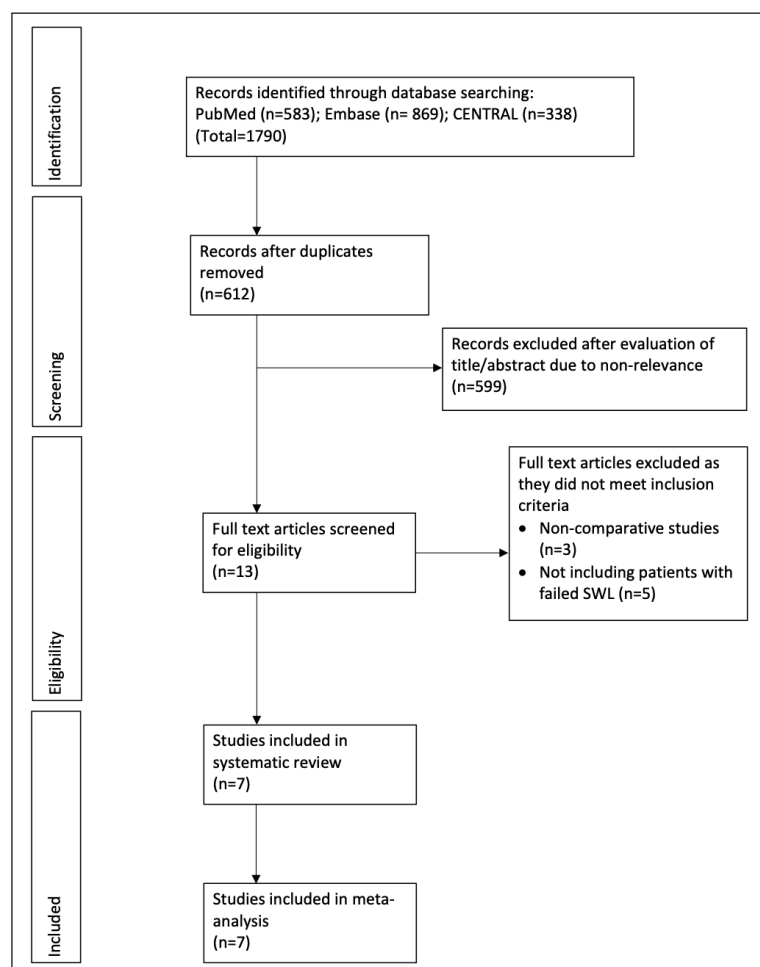 Identification
Records identified through database searching:
PubMed (n=583); Embase (n= 869); CENTRAL (n=338)
(Total=1790)
Screening
Records after duplicates
removed
(n=612)
Records excluded after evaluation of
title/abstract due to non-relevance
(n=599)
Eligibility
Full text articles screened
for eligibility
(n=13)
Full text articles excluded as
they did not meet inclusion
criteria
• Non-comparative studies
(n=3)
• Not including patients with
failed SWL (n=5)
Included
Studies included in
systematic review
(n=7)
Studies included in meta-
analysis
(n=7)